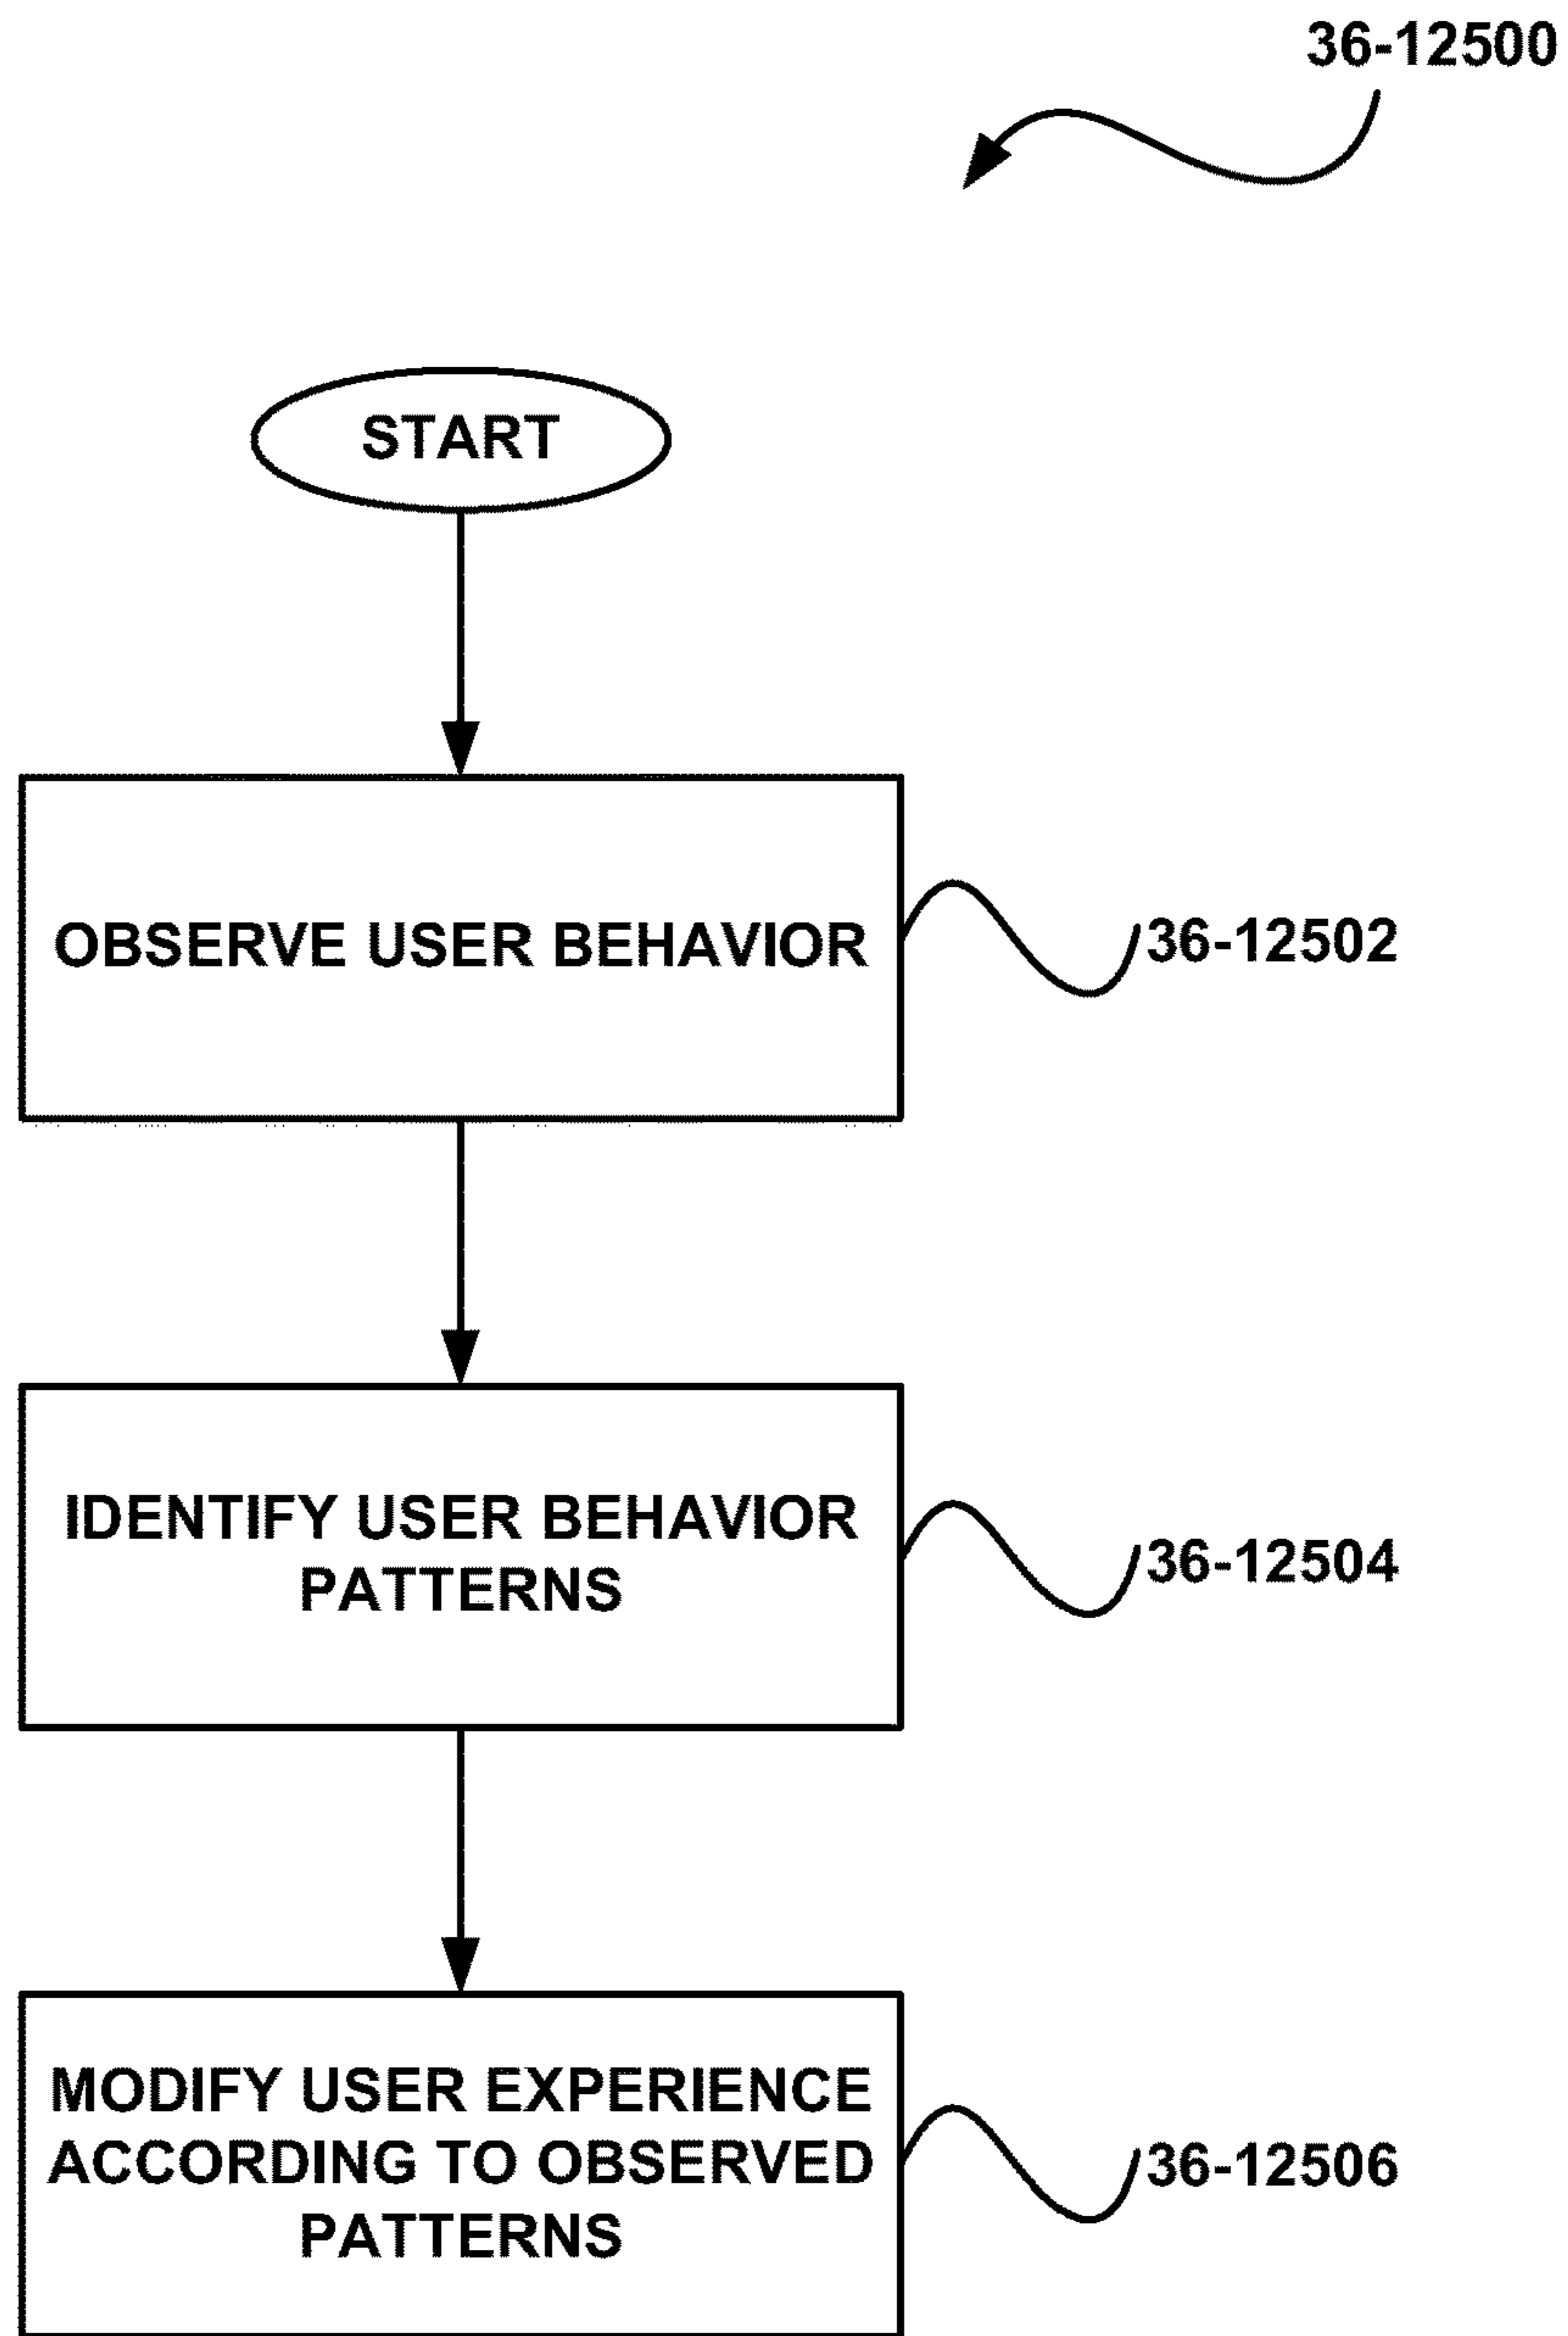 36-12500
START
OBSERVE USER BEHAVIOR
36-12502
IDENTIFY USER BEHAVIOR
PATTERNS
36-12504
MODIFY USER EXPERIENCE
ACCORDING TO OBSERVED
PATTERNS
36-12506